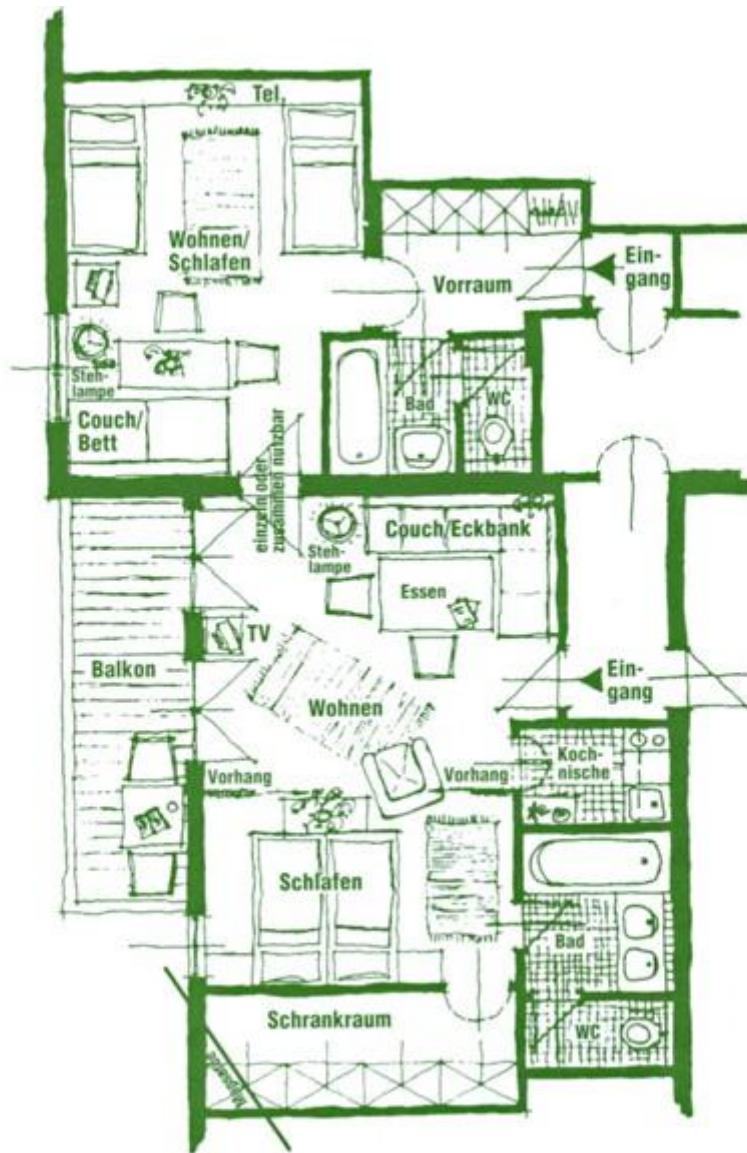 Tel.
Wohnen/
Schlafen
Ein-
gang
Vorraum
Steh-
lampe
Bad
WC
Couch/
Bett
einzeln oder
zusammen nutzbar
Couch/Eckbank
Steh-
lampe
Essen
TV
Balkon
Ein-
gang
Wohnen
Koch-
nische
Vorhang
Vorhang
Schlafen
Bad
Schrankraum
WC